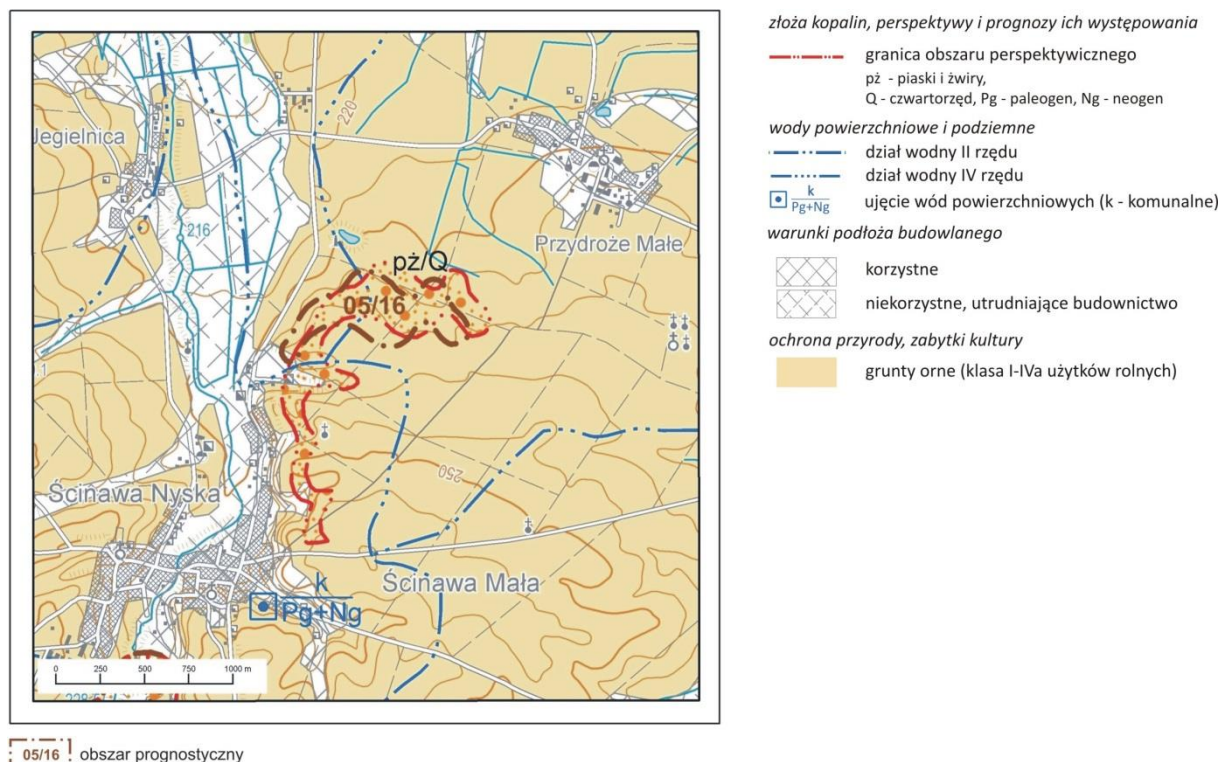 Jegielnica
220
216
Przydroże Małe
pż/Q
05/16
250
Ścinawa Nyska
Ścinawa Mała
k
Pg+Ng
0 250 500 750 1000 m
złoża kopalin, perspektywy i prognozy ich występowania
granica obszaru perspektywicznego
pż - piaski i żwiry,
Q - czwartorzęd, Pg - paleogen, Ng - neogen
wody powierzchniowe i podziemne
dział wodny II rzędu
dział wodny IV rzędu
k
Pg+Ng
ujęcie wód powierzchniowych (k - komunalne)
warunki podłoża budowlanego
korzystne
niekorzystne, utrudniające budownictwo
ochrona przyrody, zabytki kultury
grunty orne (klasa I-IVa użytków rolnych)
05/16 obszar prognostyczny